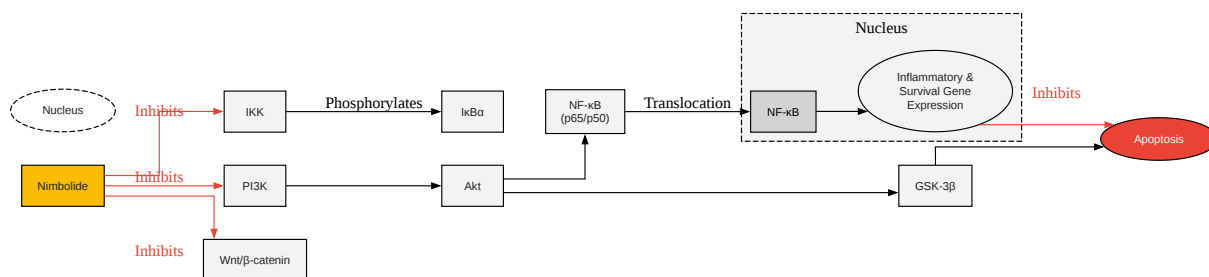 Nucleus
Inflammatory &
Survival Gene
Expression
Inhibits
Nucleus
Inhibits
IKK
Phosphorylates
IκBα
NF-κB
(p65/p50)
Translocation
NF-κB
Apoptosis
Nimbolide
Inhibits
PI3K
Akt
GSK-3β
Inhibits
Wnt/β-catenin